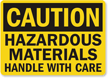 CAUTION
HAZARDOUS
MATERIALS
HANDLE WITH CARE